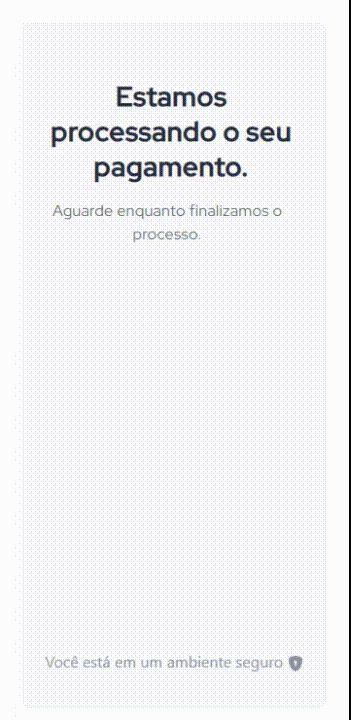 Estamos
processando o seu
pagamento.
Aguarde enquanto finalizamos o
processo.
Você está em um ambiente seguro